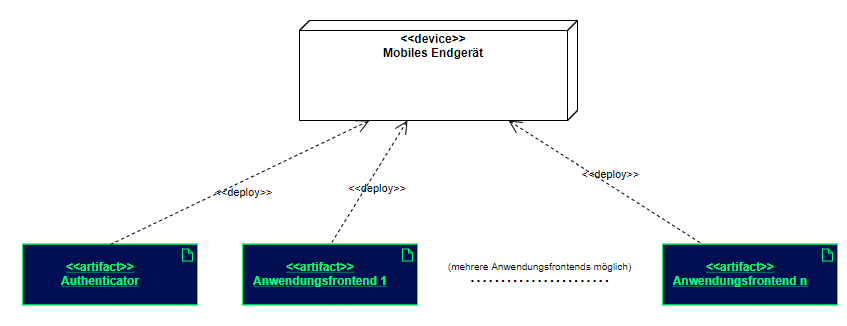 <<device>>
Mobiles Endgerät
<<deploy>>
<<deploy>>
<<deploy>>
<<artifact>>
Authenticator
<<artifact>>
Anwendungsfrontend 1
(mehrere Anwendungsfrontends möglich)
<<artifact>>
Anwendungsfrontend n